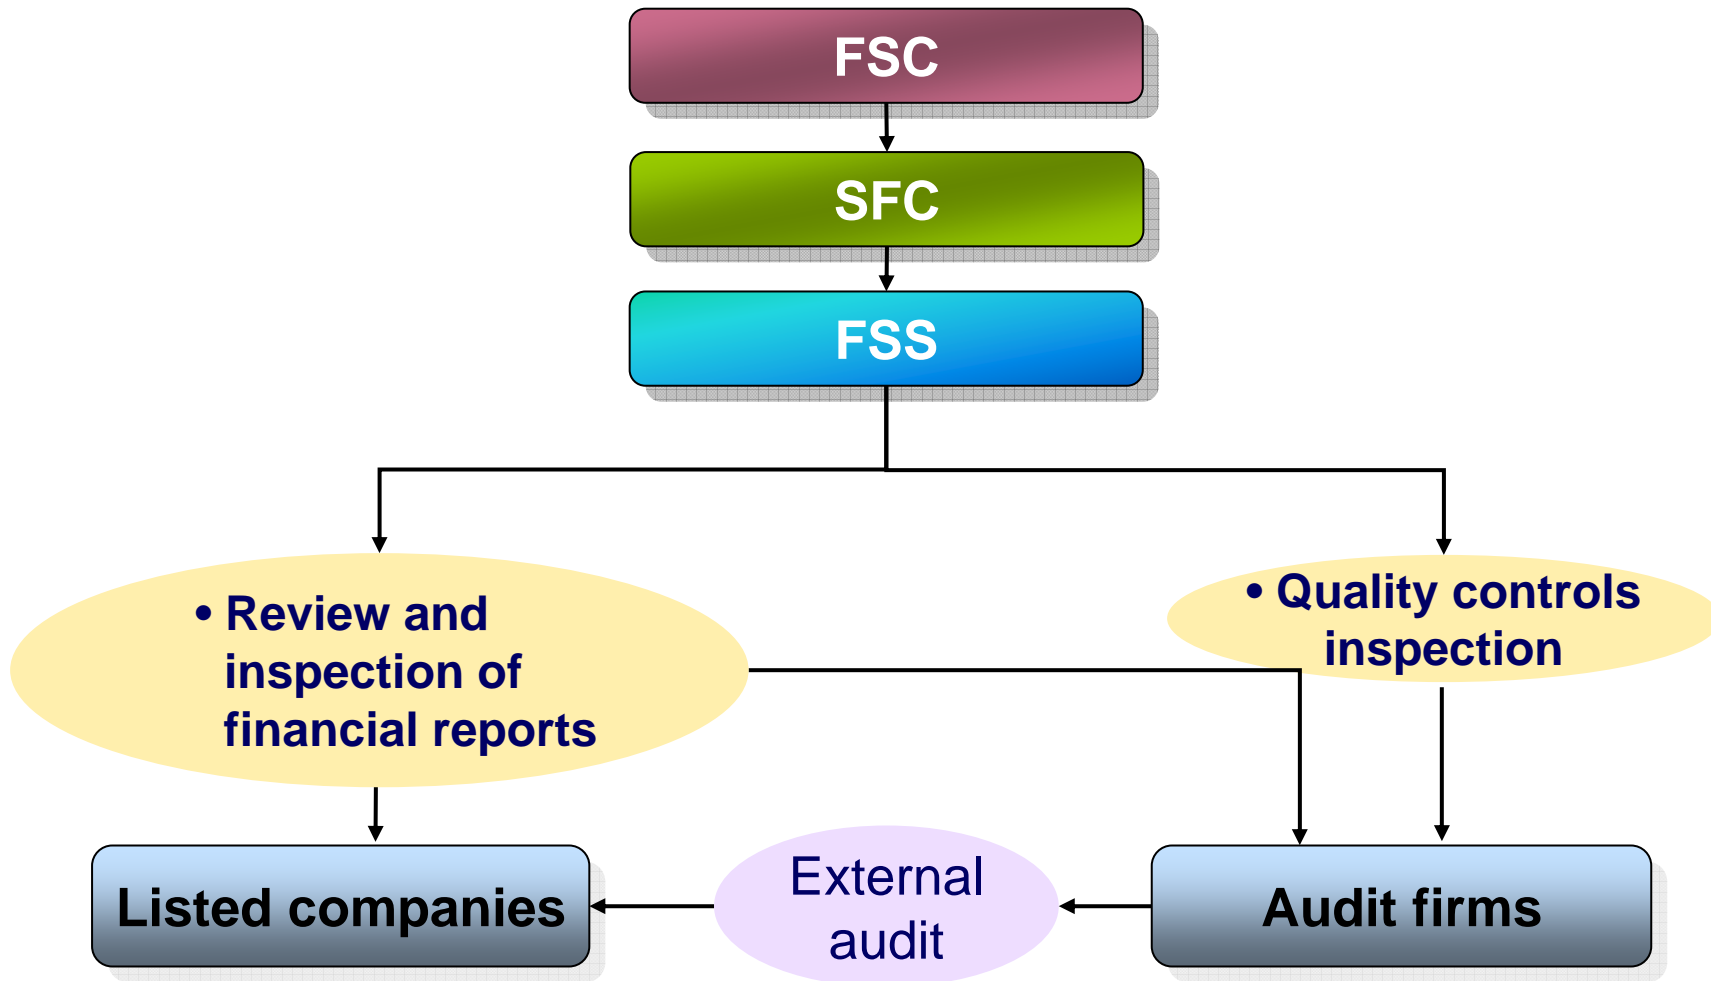 FSC
SFC
FSS
• Review and
inspection of
financial reports
• Quality controls
inspection
Listed companies
External
audit
Audit firms